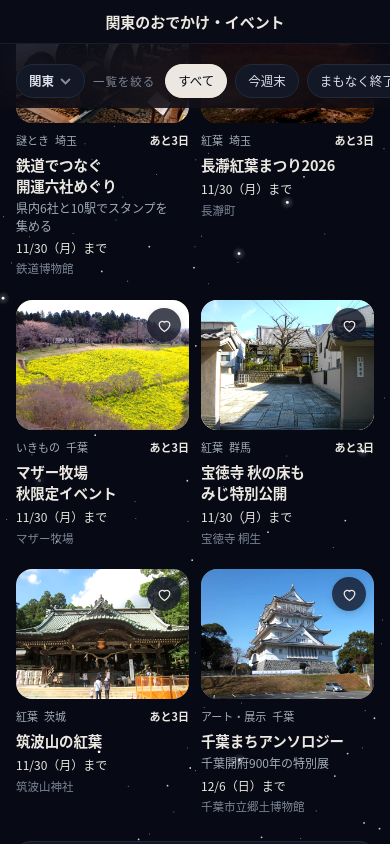 関東のおでかけ・イベント
関東
一覧を絞る
すべて
今週末
まもなく終了
謎とき 埼玉
あと3日
鉄道でつなぐ
開運六社めぐり
県内6社と10駅でスタンプを
集める
11/30（月）まで
鉄道博物館
紅葉 埼玉
あと3日
長瀞紅葉まつり2026
11/30（月）まで
長瀞町
いきもの 千葉
あと3日
マザー牧場
秋限定イベント
11/30（月）まで
マザー牧場
紅葉 群馬
あと3日
宝徳寺 秋の床も
みじ特別公開
11/30（月）まで
宝徳寺 桐生
紅葉 茨城
あと3日
筑波山の紅葉
11/30（月）まで
筑波山神社
アート・展示 千葉
千葉まちアンソロジー
千葉開府900年の特別展
12/6（日）まで
千葉市立郷土博物館